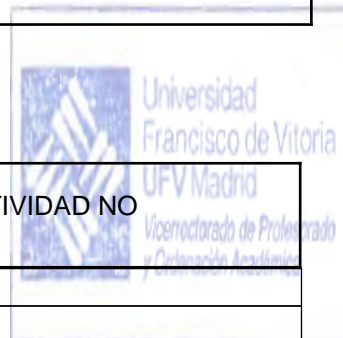 Universidad
Francisco de Vitoria
UFV Madrid
TIVIDAD NO
Vicerrectorado de Profesorado
y Ordenación Académica